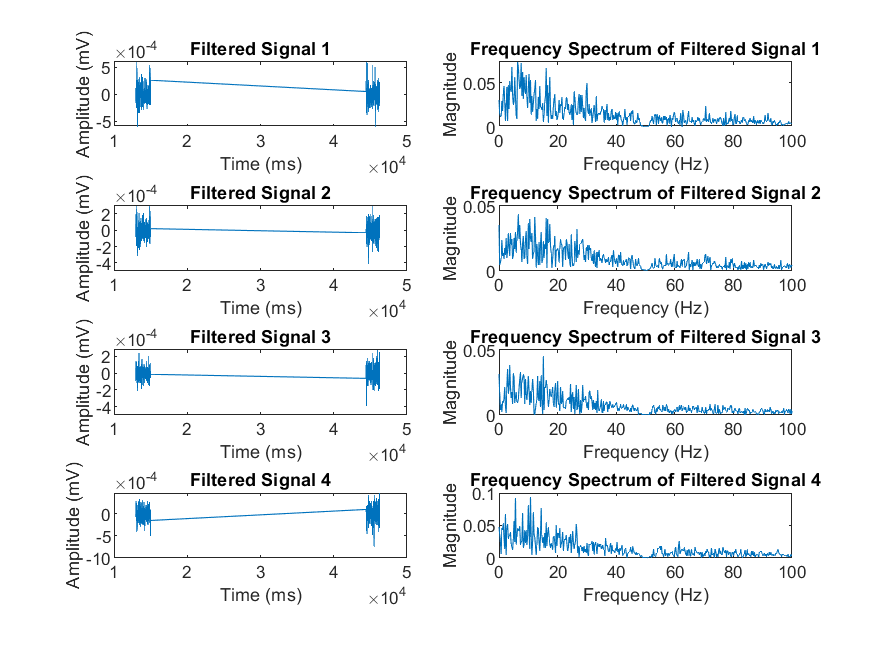 Filtered Signal 1
×10-4
Amplitude (mV)
5
0
-5
1 2 3 4 5
Time (ms)
×104
Frequency Spectrum of Filtered Signal 1
Magnitude
0.05
0
0 20 40 60 80 100
Frequency (Hz)
Filtered Signal 2
×10-4
Amplitude (mV)
2
0
-2
-4
1 2 3 4 5
Time (ms)
×104
Frequency Spectrum of Filtered Signal 2
Magnitude
0.05
0
0 20 40 60 80 100
Frequency (Hz)
Filtered Signal 3
×10-4
Amplitude (mV)
2
0
-2
-4
1 2 3 4 5
Time (ms)
×104
Frequency Spectrum of Filtered Signal 3
Magnitude
0.05
0
0 20 40 60 80 100
Frequency (Hz)
Filtered Signal 4
×10-4
Amplitude (mV)
0
-5
-10
1 2 3 4 5
Time (ms)
×104
Frequency Spectrum of Filtered Signal 4
Magnitude
0.1
0.05
0
0 20 40 60 80 100
Frequency (Hz)